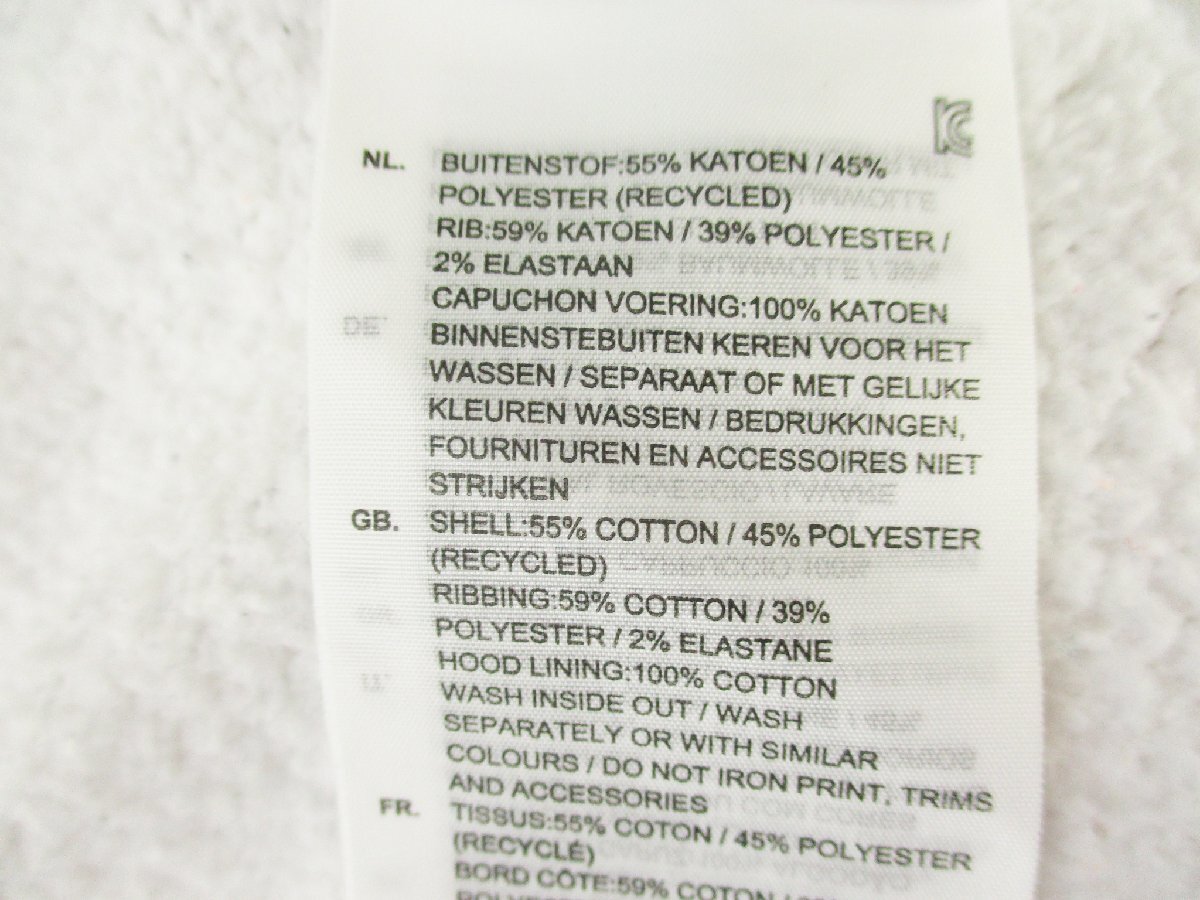 NL. BUITENSTOF:55% KATOEN / 45%
POLYESTER (RECYCLED)
RIB:59% KATOEN / 39% POLYESTER /
2% ELASTAAN
CAPUCHON VOERING:100% KATOEN
BINNENSTEBUITEN KEREN VOOR HET
WASSEN / SEPARAAT OF MET GELIJKE
KLEUREN WASSEN / BEDRUKKINGEN,
FOURNITUREN EN ACCESSOIRES NIET
STRIJKEN
GB. SHELL:55% COTTON / 45% POLYESTER
(RECYCLED)
RIBBING:59% COTTON / 39%
POLYESTER / 2% ELASTANE
HOOD LINING:100% COTTON
WASH INSIDE OUT / WASH
SEPARATELY OR WITH SIMILAR
COLOURS / DO NOT IRON PRINT, TRIMS
AND ACCESSORIES
FR. TISSUS:55% COTON / 45% POLYESTER
(RECYCLÉ)
BORD CÔTE:59% COTON /